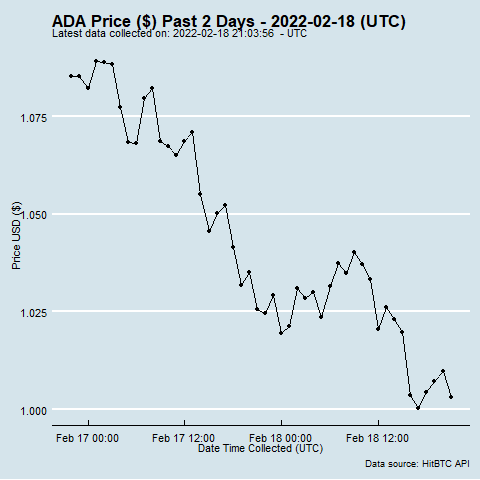 ADA Price ($) Past 2 Days - 2022-02-18 (UTC)
Latest data collected on: 2022-02-18 21:03:56  - UTC
1.075
1.050
1.025
1.000
Price USD ($)
Feb 17 00:00
Feb 17 12:00
Feb 18 00:00
Feb 18 12:00
Date Time Collected (UTC)
Data source: HitBTC API